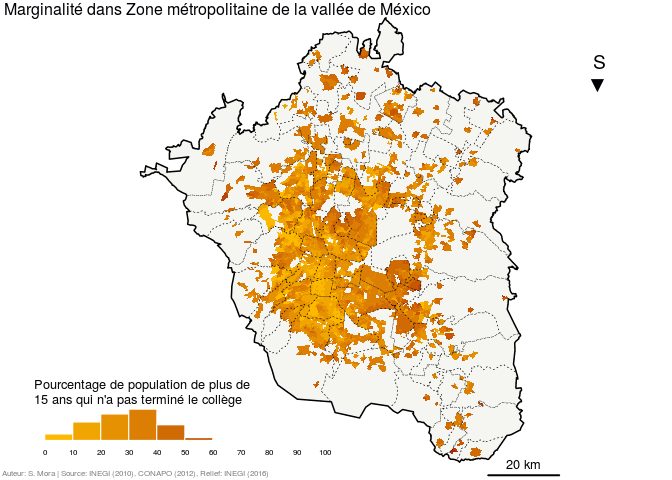 Marginalité dans Zone métropolitaine de la vallée de México
S
Pourcentage de population de plus de
15 ans qui n'a pas terminé le collège
0 10 20 30 40 50 60 70 80 90 100
20 km
Auteur: S. Mora | Source: INEGI (2010). CONAPO (2012). Relief: INEGI (2016)